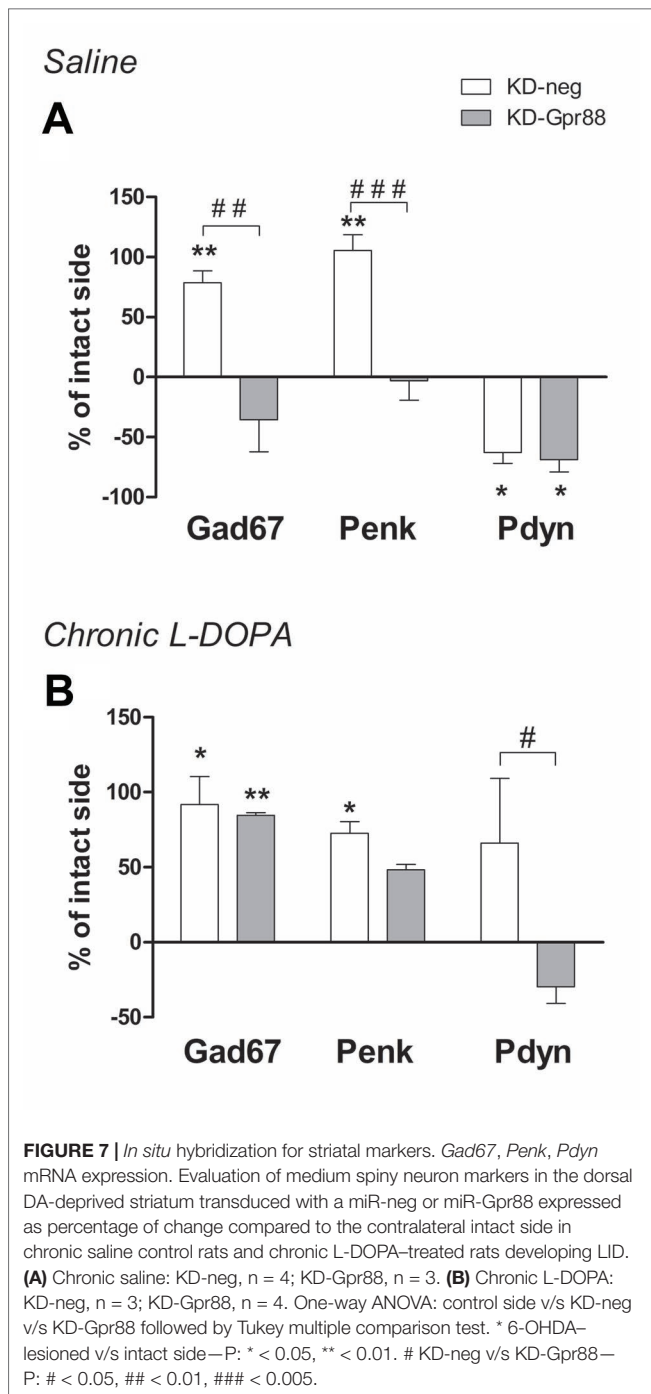 Saline
KD-neg
KD-Gpr88
A
% of intact side
150
100
50
0
-50
-100
##
###
**
**
*
*
Gad67 Penk Pdyn
Chronic L-DOPA
B
% of intact side
150
100
50
0
-50
*
**
*
#
Gad67 Penk Pdyn
FIGURE 7 | In situ hybridization for striatal markers. Gad67, Penk, Pdyn
mRNA expression. Evaluation of medium spiny neuron markers in the dorsal
DA-deprived striatum transduced with a miR-neg or miR-Gpr88 expressed
as percentage of change compared to the contralateral intact side in
chronic saline control rats and chronic L-DOPA–treated rats developing LID.
(A) Chronic saline: KD-neg, n = 4; KD-Gpr88, n = 3. (B) Chronic L-DOPA:
KD-neg, n = 3; KD-Gpr88, n = 4. One-way ANOVA: control side v/s KD-neg
v/s KD-Gpr88 followed by Tukey multiple comparison test. * 6-OHDA–
lesioned v/s intact side—P: * < 0.05, ** < 0.01. # KD-neg v/s KD-Gpr88—
P: # < 0.05, ## < 0.01, ### < 0.005.